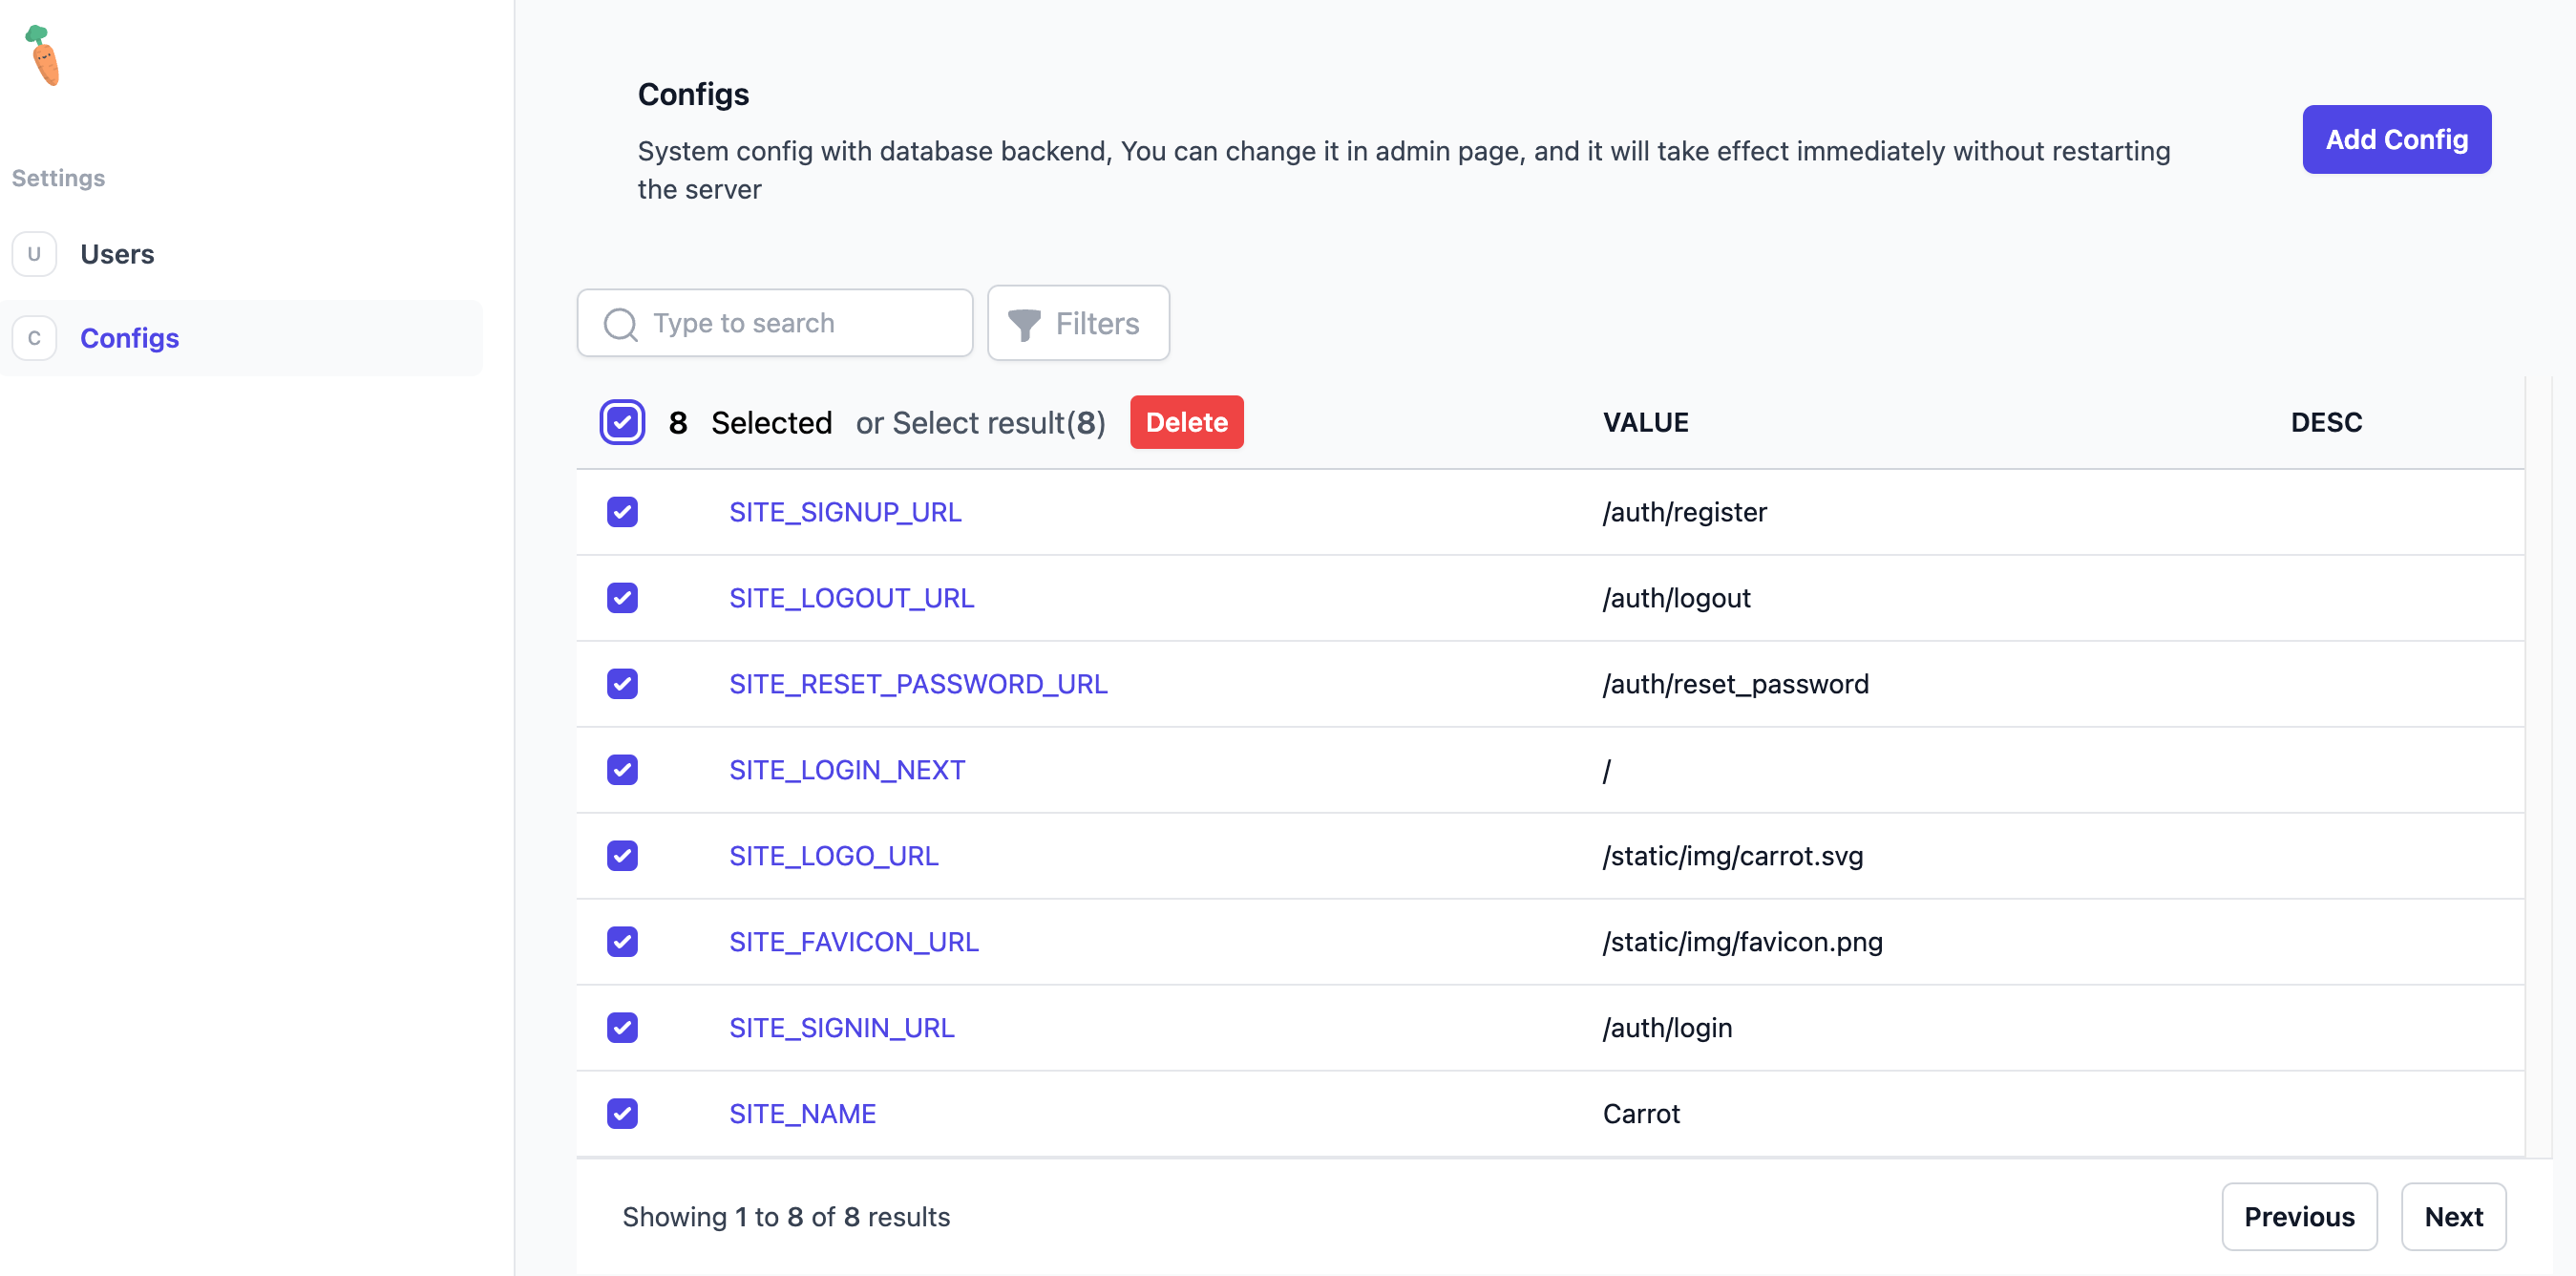 Settings
U Users
C Configs
Configs
Add Config
System config with database backend, You can change it in admin page, and it will take effect immediately without restarting
the server
Type to search Filters
8 Selected or Select result(8) Delete VALUE DESC
SITE_SIGNUP_URL /auth/register
SITE_LOGOUT_URL /auth/logout
SITE_RESET_PASSWORD_URL /auth/reset_password
SITE_LOGIN_NEXT /
SITE_LOGO_URL /static/img/carrot.svg
SITE_FAVICON_URL /static/img/favicon.png
SITE_SIGNIN_URL /auth/login
SITE_NAME Carrot
Showing 1 to 8 of 8 results Previous Next